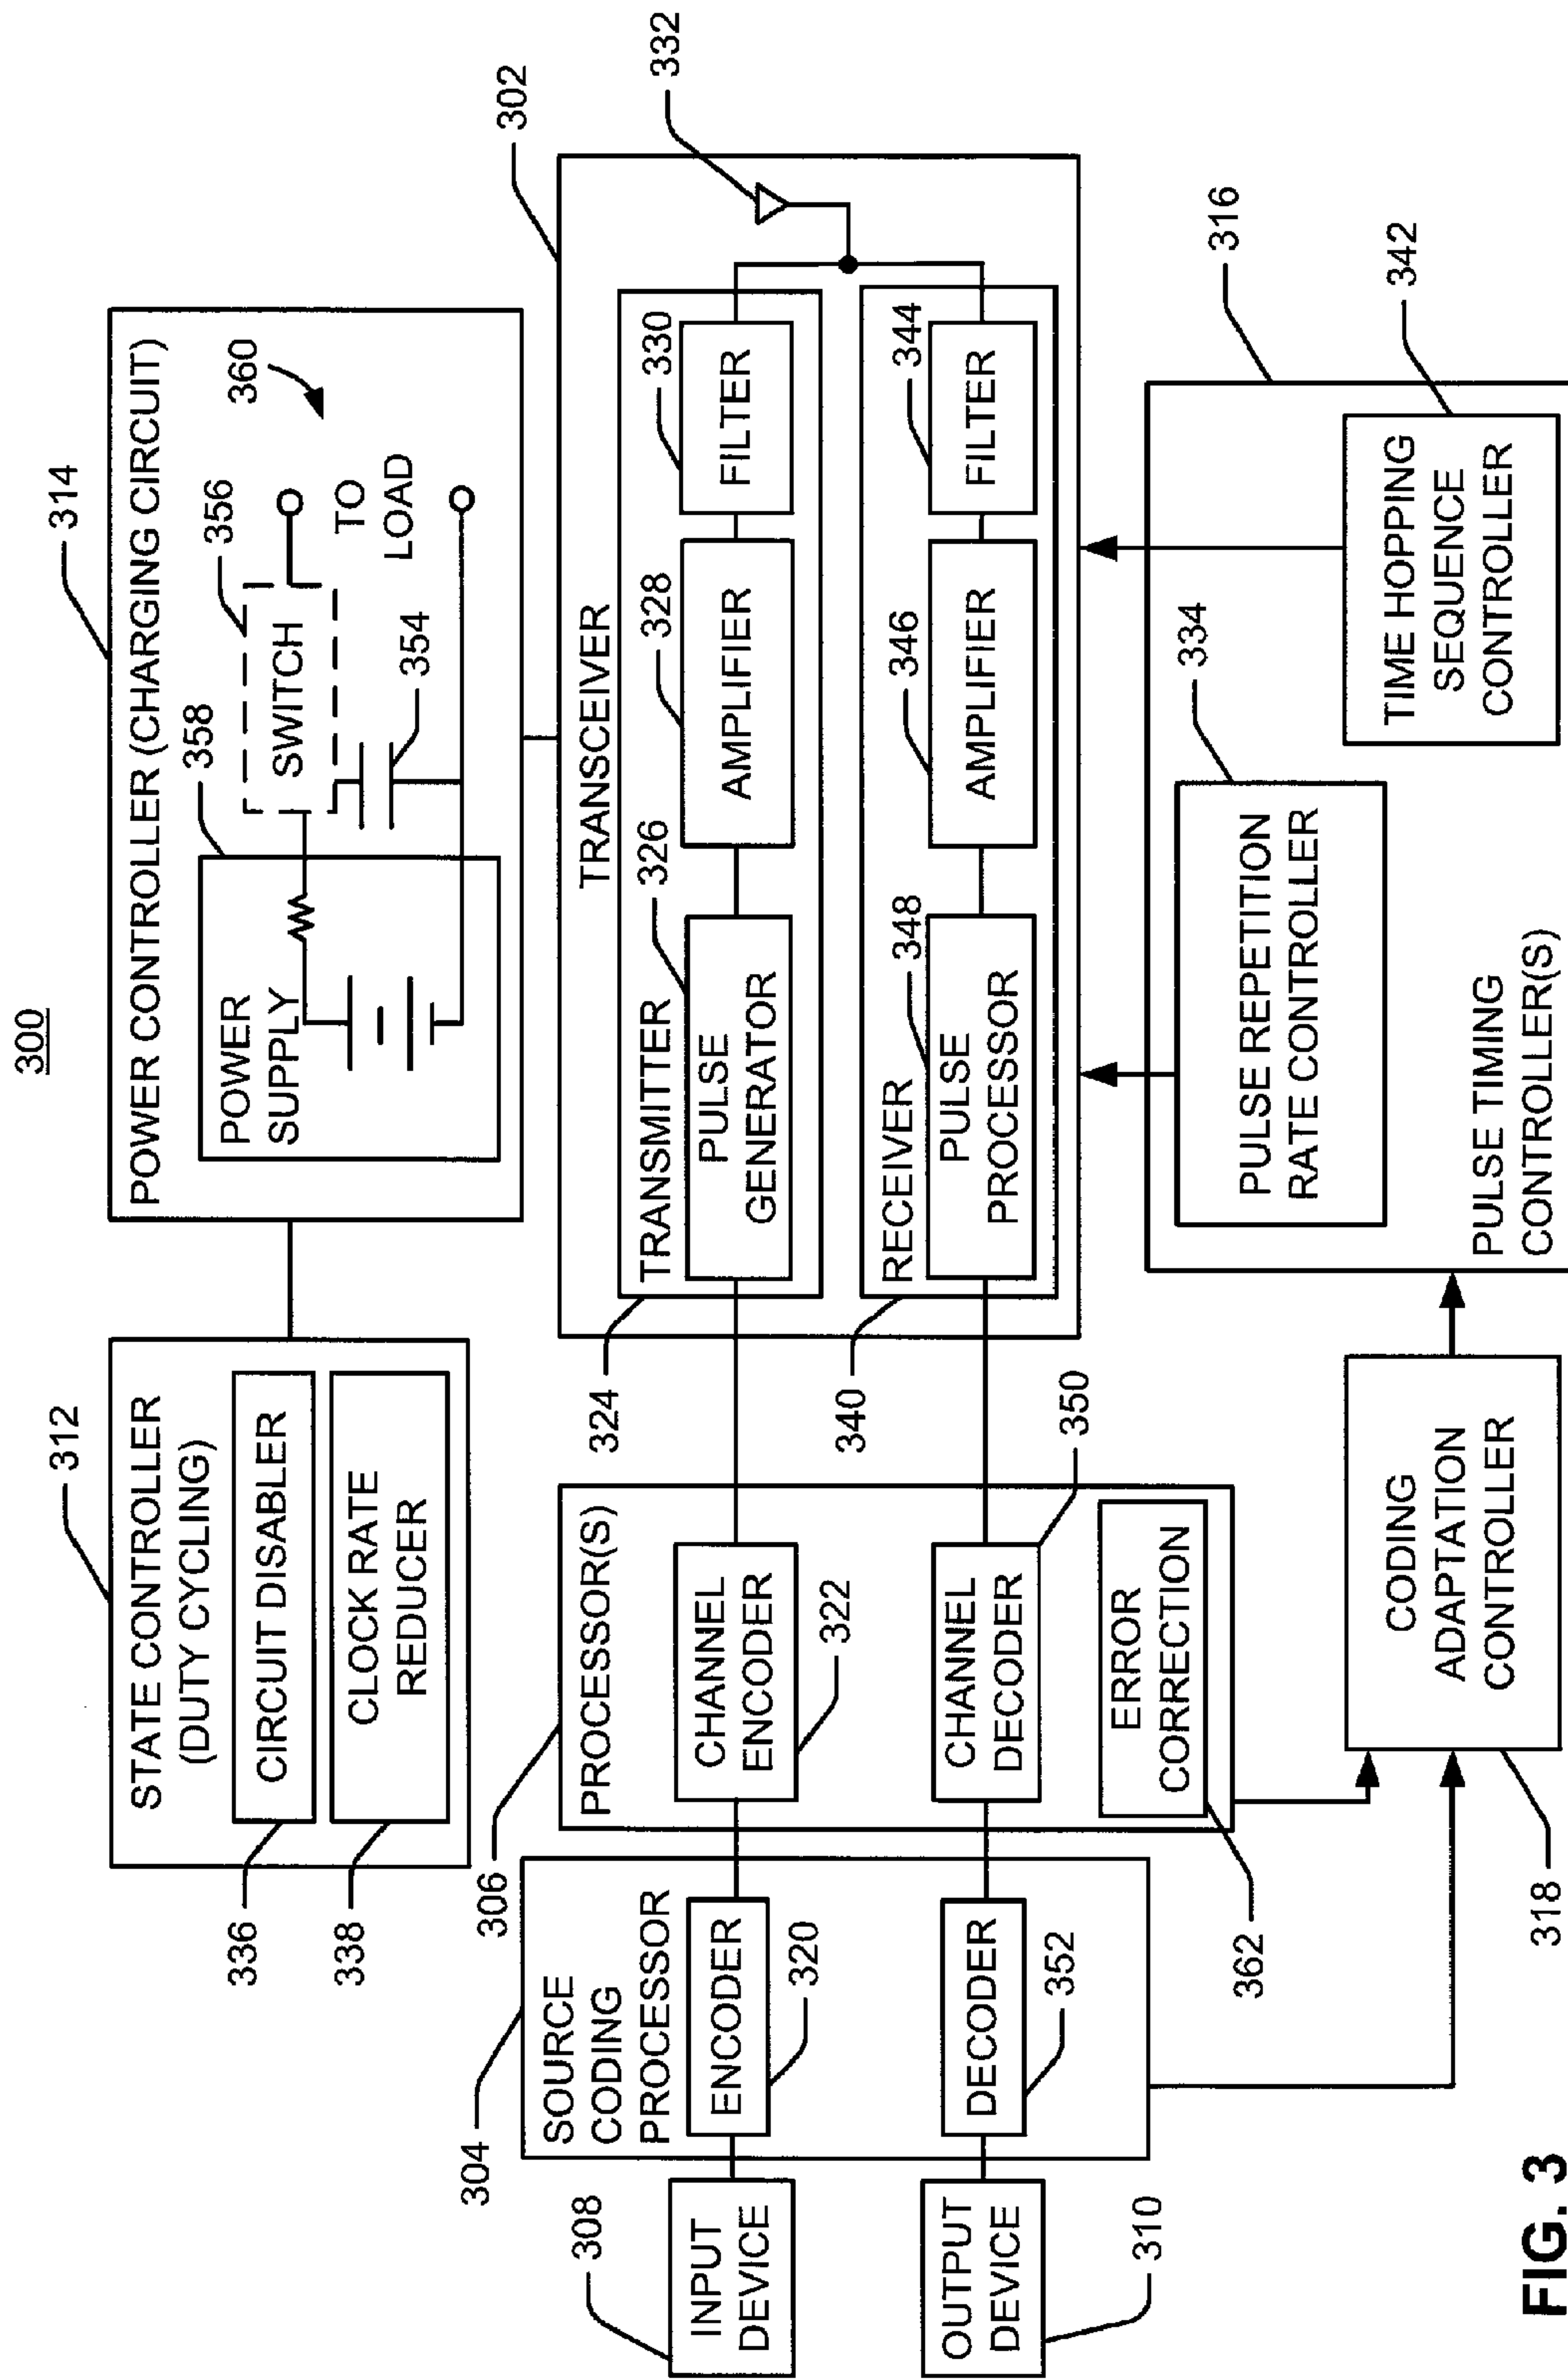 300
312
STATE CONTROLLER
(DUTY CYCLING)
CIRCUIT DISABLER
CLOCK RATE
REDUCER
336
338
314
POWER CONTROLLER (CHARGING CIRCUIT)
358
356
360
POWER
SUPPLY
SWITCH
TO
LOAD
354
302
TRANSCEIVER
332
TRANSMITTER
326
328
330
PULSE
GENERATOR
AMPLIFIER
FILTER
324
RECEIVER
348
346
344
PULSE
PROCESSOR
AMPLIFIER
FILTER
340
304
SOURCE
CODING
PROCESSOR
306
PROCESSOR(S)
308
INPUT
DEVICE
ENCODER
320
CHANNEL
ENCODER
322
OUTPUT
DEVICE
310
DECODER
352
CHANNEL
DECODER
350
ERROR
CORRECTION
362
CODING
ADAPTATION
CONTROLLER
318
334
PULSE REPETITION
RATE CONTROLLER
316
342
TIME HOPPING
SEQUENCE
CONTROLLER
PULSE TIMING
CONTROLLER(S)
FIG. 3